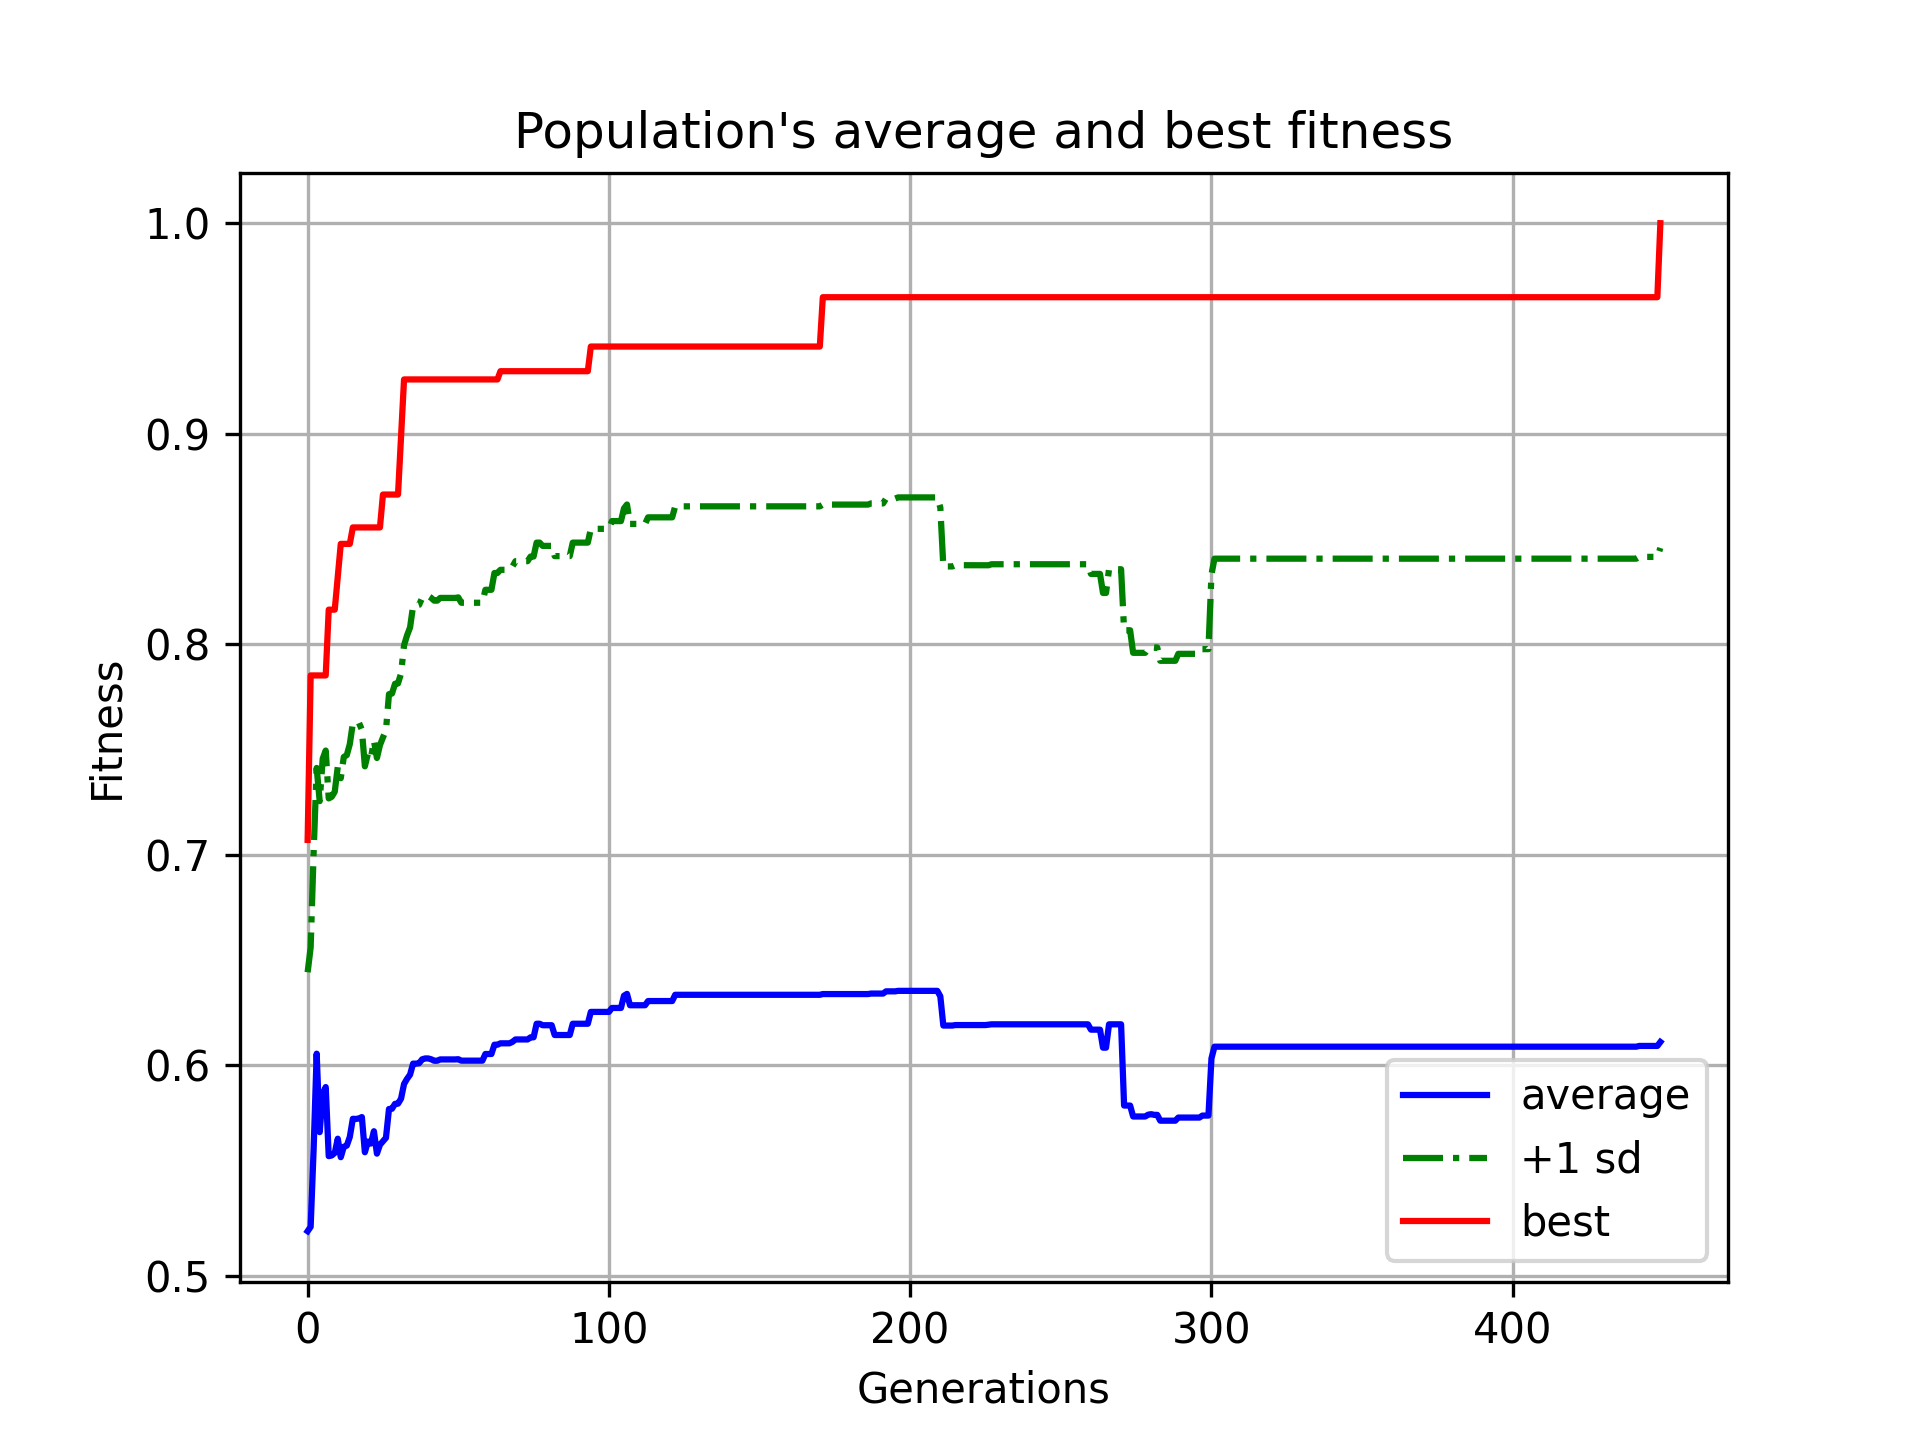 Population's average and best fitness
1.0
0.9
0.8
0.7
0.6
0.5
Fitness
0 100 200 300 400
Generations
average
+1 sd
best